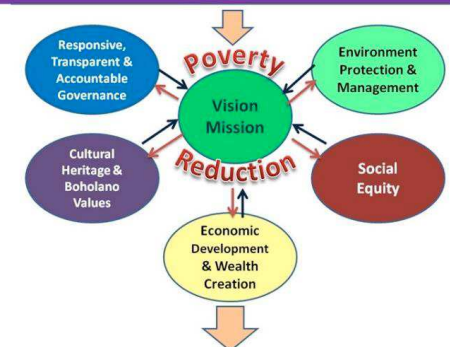 Responsive,
Transparent &
Accountable
Governance
Poverty
Environment
Protection &
Management
Vision
Mission
Cultural
Heritage &
Boholano
Values
Reduction
Social
Equity
Economic
Development
& Wealth
Creation